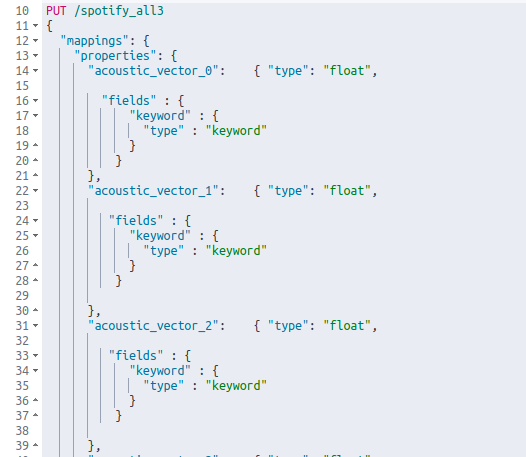 10 PUT /spotify_all3
11 {
12 "mappings": {
13 "properties": {
14 "acoustic_vector_0":    { "type": "float",
15
16 "fields" : {
17 "keyword" : {
18 "type" : "keyword"
19 }
20 }
21 },
22 "acoustic_vector_1":    { "type": "float",
23
24 "fields" : {
25 "keyword" : {
26 "type" : "keyword"
27 }
28 }
29
30 },
31 "acoustic_vector_2":    { "type": "float",
32
33 "fields" : {
34 "keyword" : {
35 "type" : "keyword"
36 }
37 }
38
39 },